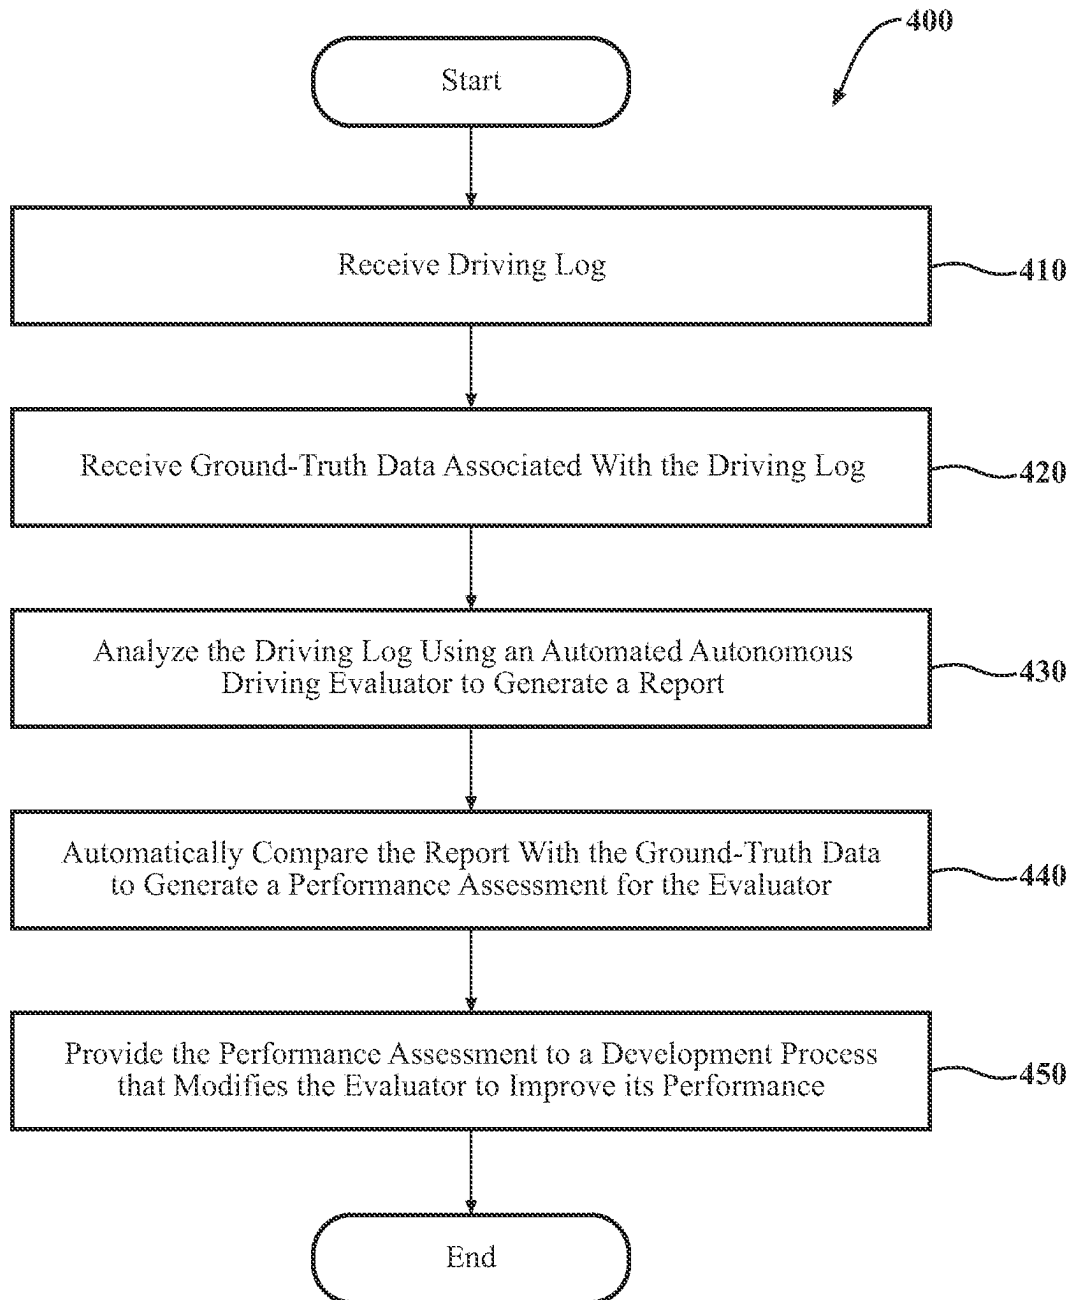 400
Start
Receive Driving Log
410
Receive Ground-Truth Data Associated With the Driving Log
420
Analyze the Driving Log Using an Automated Autonomous
Driving Evaluator to Generate a Report
430
Automatically Compare the Report With the Ground-Truth Data
to Generate a Performance Assessment for the Evaluator
440
Provide the Performance Assessment to a Development Process
that Modifies the Evaluator to Improve its Performance
450
End